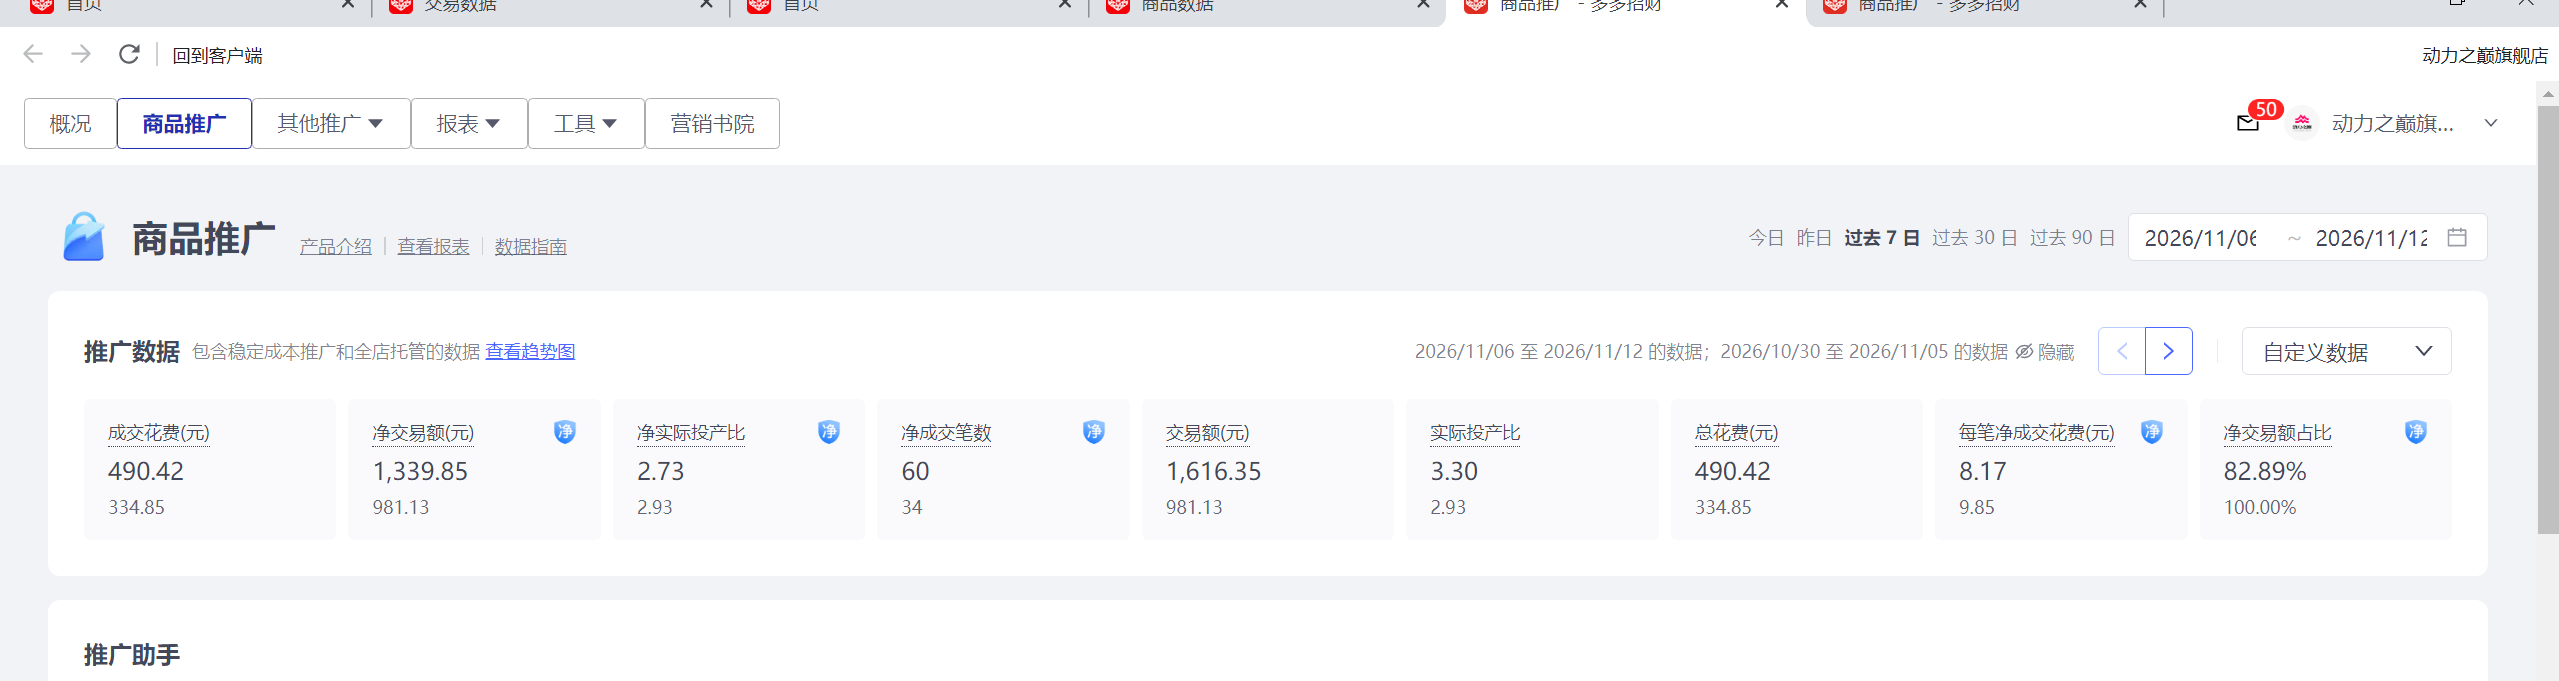 首页
交易数据
首页
商品数据
商品推广 - 多多招财
商品推广 - 多多招财
回到客户端
动力之巅旗舰店
概况 商品推广 其他推广 报表 工具 营销书院
50 动力之巅旗...
商品推广 产品介绍 查看报表 数据指南
今日 昨日 过去 7 日 过去 30 日 过去 90 日 2026/11/06 ~ 2026/11/12
推广数据 包含稳定成本推广和全店托管的数据 查看趋势图
2026/11/06 至 2026/11/12 的数据; 2026/10/30 至 2026/11/05 的数据 隐藏 自定义数据
成交花费(元)
490.42
334.85
净交易额(元) 净
1,339.85
981.13
净实际投产比 净
2.73
2.93
净成交笔数 净
60
34
交易额(元)
1,616.35
981.13
实际投产比
3.30
2.93
总花费(元)
490.42
334.85
每笔净成交花费(元) 净
8.17
9.85
净交易额占比 净
82.89%
100.00%
推广助手